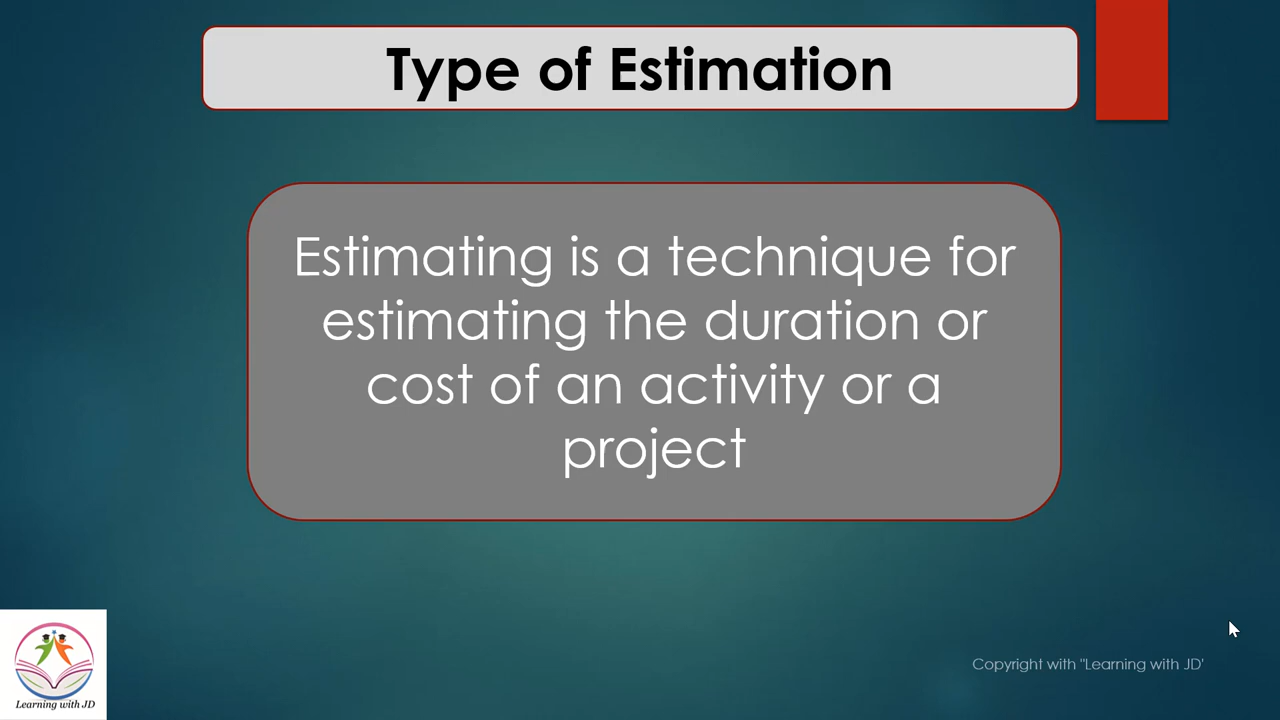 Type of Estimation
Estimating is a technique for
estimating the duration or
cost of an activity or a
project
Learning with JD
Copyright with "Learning with JD'